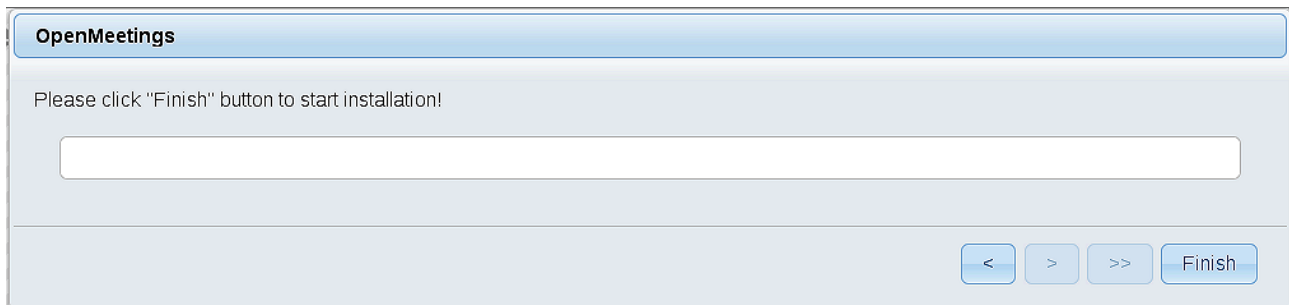 OpenMeetings
Please click "Finish" button to start installation!
< > >> Finish